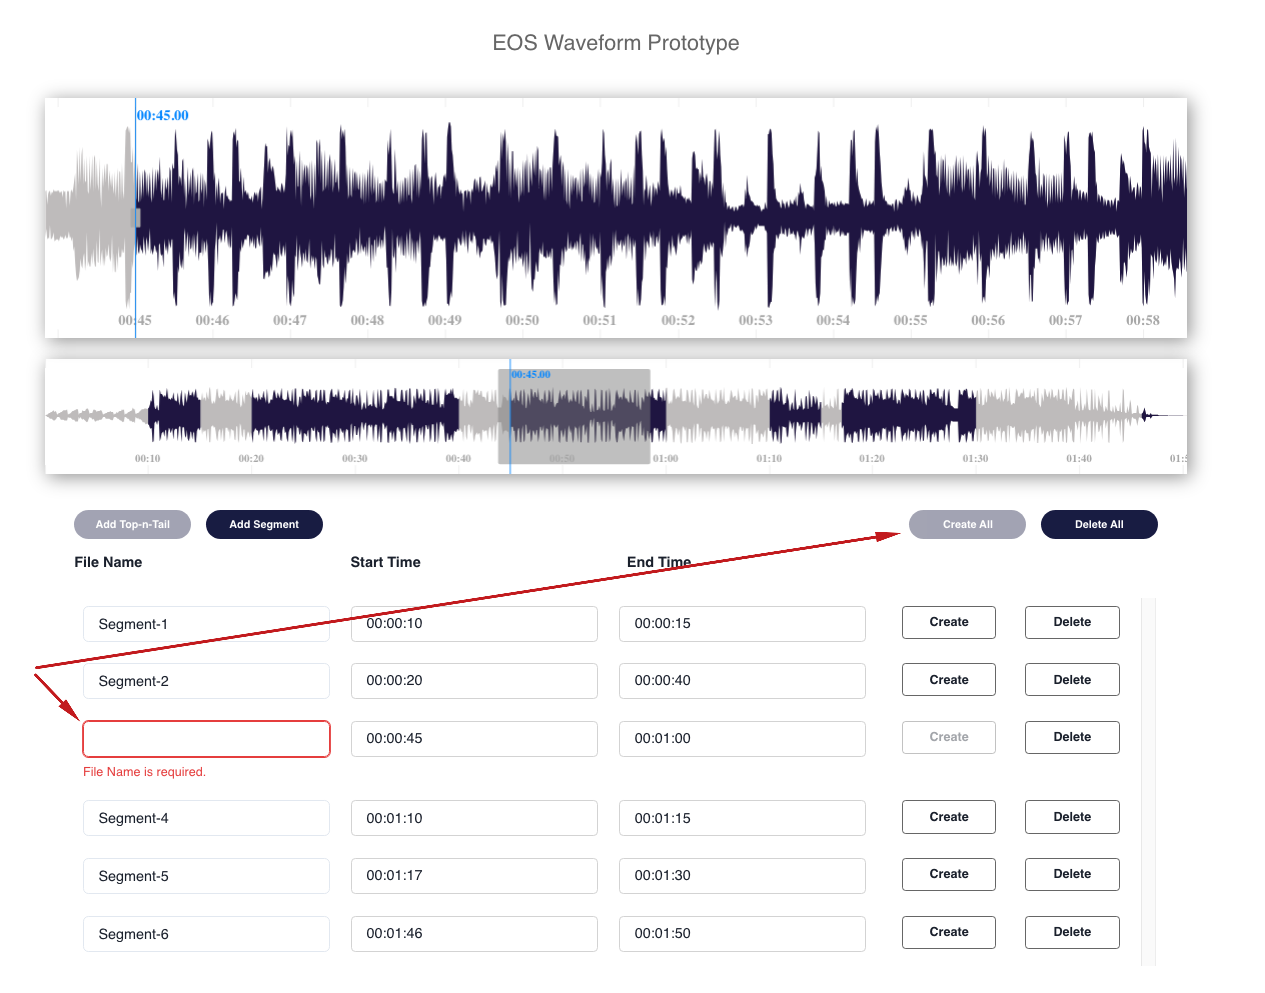 EOS Waveform Prototype
00:45.00
00:45 00:46 00:47 00:48 00:49 00:50 00:51 00:52 00:53 00:54 00:55 00:56 00:57 00:58
00:45.00
00:10 00:20 00:30 00:40 00:50 01:00 01:10 01:20 01:30 01:40
Add Top-n-Tail Add Segment Create All Delete All
File Name Start Time End Time
Segment-1 00:00:10 00:00:15 Create Delete
Segment-2 00:00:20 00:00:40 Create Delete
00:00:45 00:01:00 Create Delete
File Name is required.
Segment-4 00:01:10 00:01:15 Create Delete
Segment-5 00:01:17 00:01:30 Create Delete
Segment-6 00:01:46 00:01:50 Create Delete